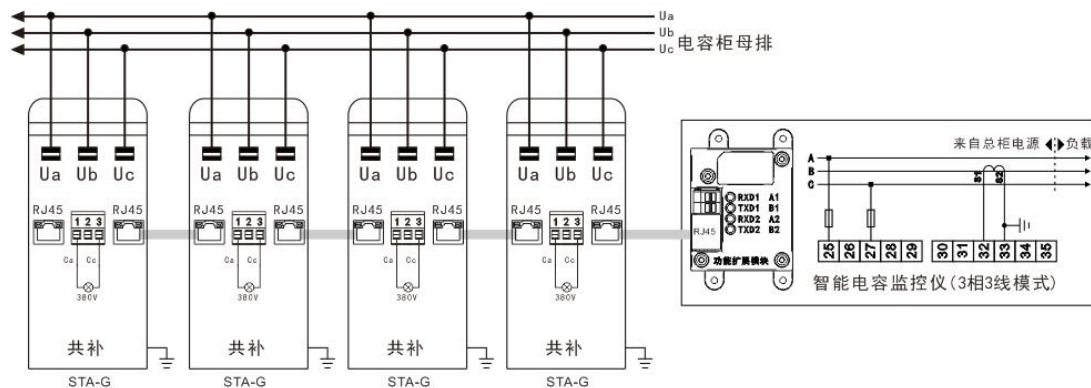 Ua
Ub
Uc 电容柜母排
Ua Ub Uc
RJ45 RJ45
1 2 3
Ca Cc
380V
共补
STA-G
Ua Ub Uc
RJ45 RJ45
1 2 3
Ca Cc
380V
共补
STA-G
Ua Ub Uc
RJ45 RJ45
1 2 3
Ca Cc
380V
共补
STA-G
Ua Ub Uc
RJ45 RJ45
1 2 3
Ca Cc
380V
共补
STA-G
RXD1 A1
TXD1 B1
RXD2 A2
TXD2 B2
RJ45
功能扩展模块
来自总柜电源 负载
A
B
C
S1 S2
25 26 27 28 29 30 31 32 33 34 35
智能电容监控仪(3相3线模式)